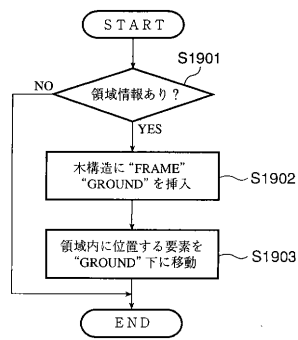 START
S1901
領域情報あり？
NO
YES
木構造に“FRAME”
“GROUND”を挿入
S1902
領域内に位置する要素を
“GROUND”下に移動
S1903
END